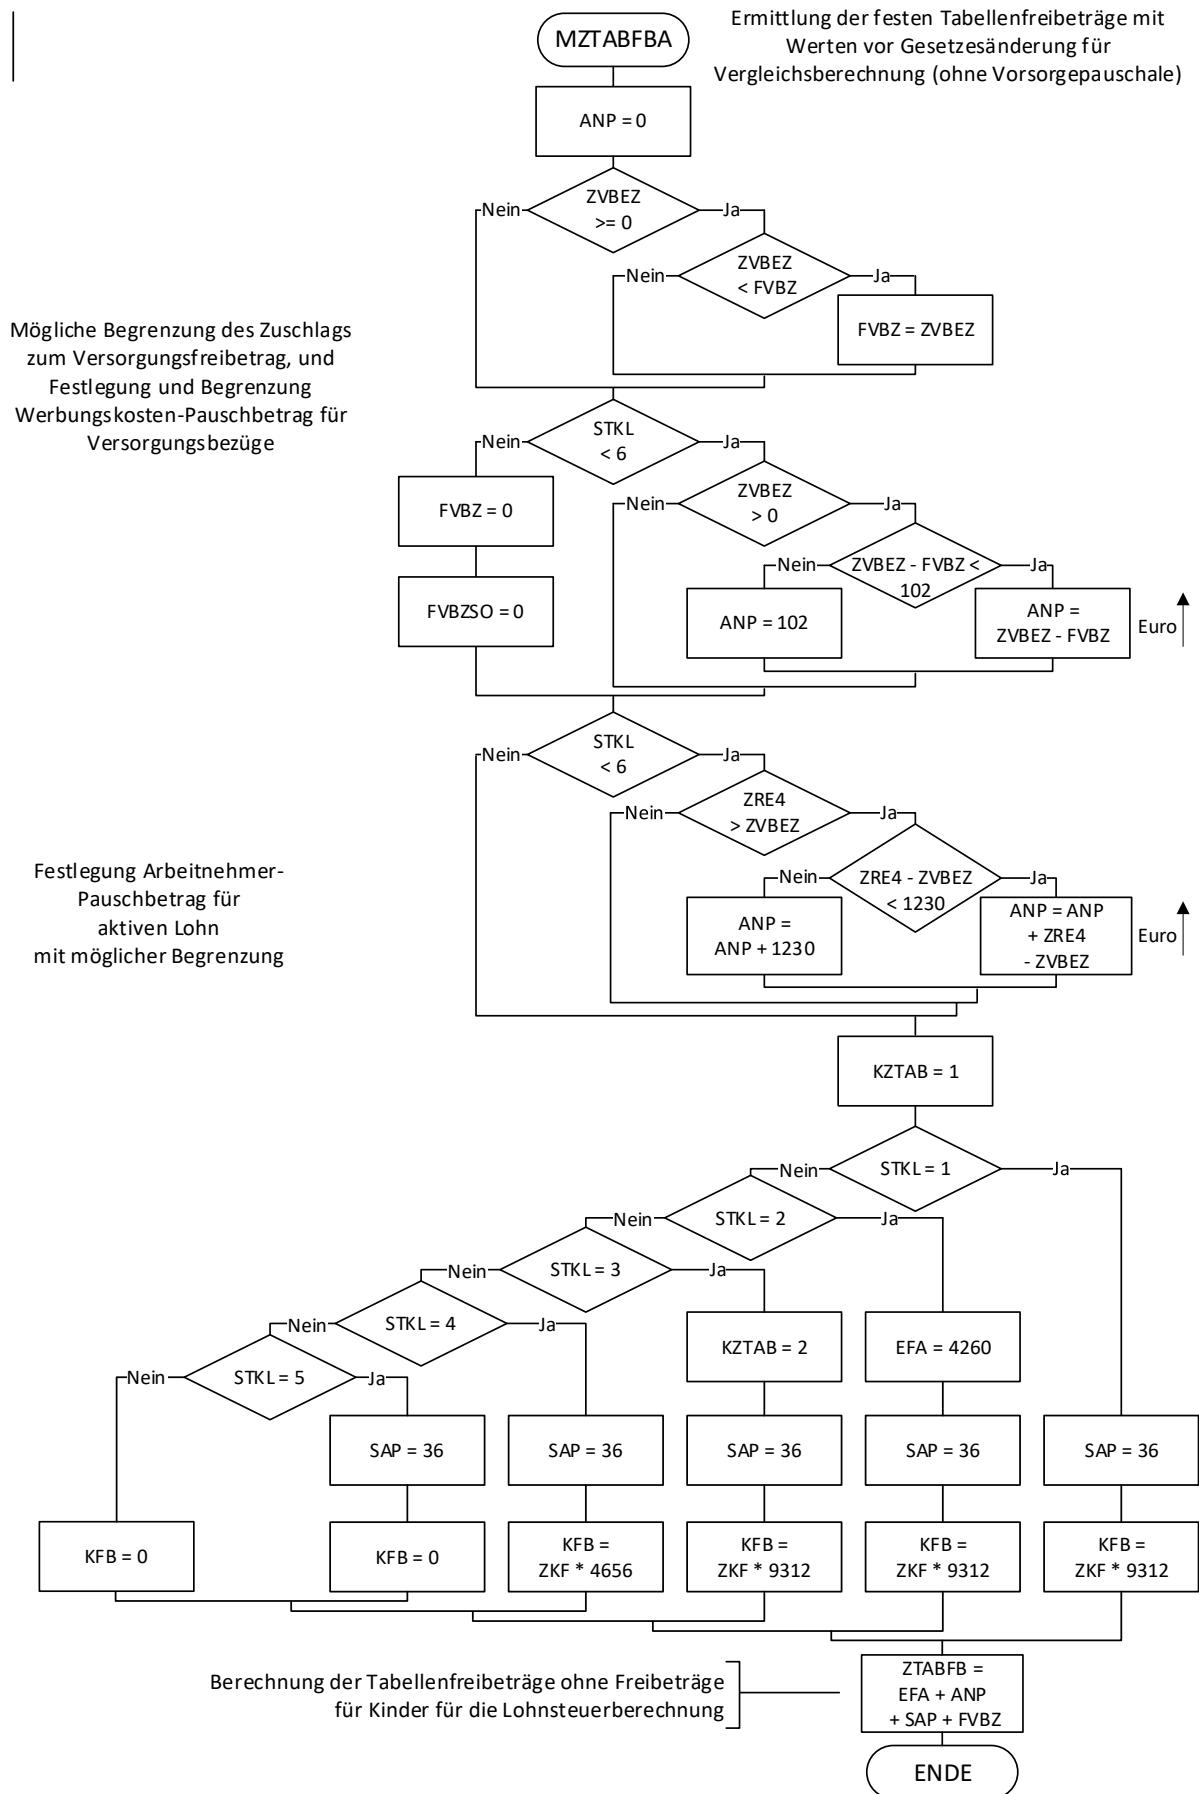 MZTABFBA
Ermittlung der festen Tabellenfreibeträge mit
Werten vor Gesetzesänderung für
Vergleichsberechnung (ohne Vorsorgepauschale)
ANP = 0
ZVBEZ
>= 0
Nein
Ja
ZVBEZ
< FVBZ
Nein
Ja
FVBZ = ZVBEZ
Mögliche Begrenzung des Zuschlags
zum Versorgungsfreibetrag, und
Festlegung und Begrenzung
Werbungskosten-Pauschbetrag für
Versorgungsbezüge
STKL
< 6
Nein
Ja
FVBZ = 0
FVBZSO = 0
ZVBEZ
> 0
Nein
Ja
ZVBEZ - FVBZ <
102
Nein
Ja
ANP = 102
ANP =
ZVBEZ - FVBZ
Euro
STKL
< 6
Nein
Ja
ZRE4
> ZVBEZ
Nein
Ja
Festlegung Arbeitnehmer-
Pauschbetrag für
aktiven Lohn
mit möglicher Begrenzung
ZRE4 - ZVBEZ
< 1230
Nein
Ja
ANP =
ANP + 1230
ANP = ANP
+ ZRE4
- ZVBEZ
Euro
KZTAB = 1
STKL = 1
Nein
Ja
STKL = 2
Nein
Ja
STKL = 3
Nein
Ja
STKL = 4
Nein
Ja
STKL = 5
Nein
Ja
KZTAB = 2
EFA = 4260
SAP = 36
SAP = 36
SAP = 36
SAP = 36
SAP = 36
KFB = 0
KFB = 0
KFB =
ZKF * 4656
KFB =
ZKF * 9312
KFB =
ZKF * 9312
KFB =
ZKF * 9312
Berechnung der Tabellenfreibeträge ohne Freibeträge
für Kinder für die Lohnsteuerberechnung
ZTABFB =
EFA + ANP
+ SAP + FVBZ
ENDE